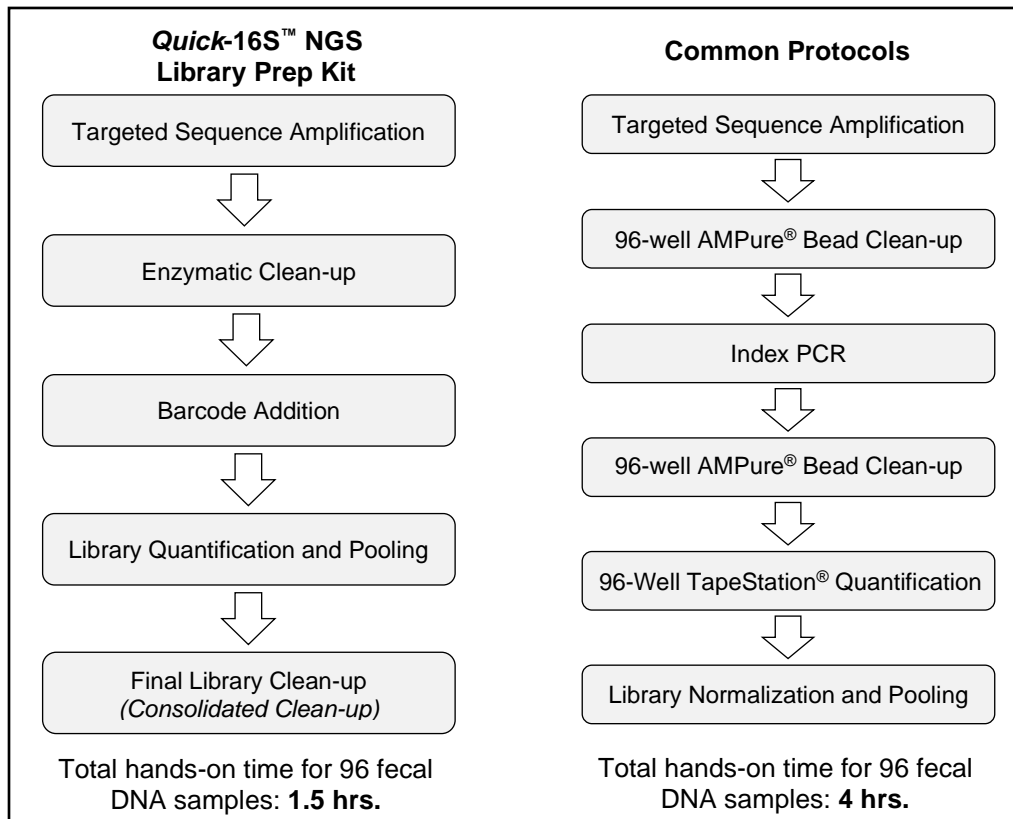 Quick-16S™ NGS
Library Prep Kit
Targeted Sequence Amplification
Enzymatic Clean-up
Barcode Addition
Library Quantification and Pooling
Final Library Clean-up
(Consolidated Clean-up)
Total hands-on time for 96 fecal
DNA samples: 1.5 hrs.
Common Protocols
Targeted Sequence Amplification
96-well AMPure® Bead Clean-up
Index PCR
96-well AMPure® Bead Clean-up
96-Well TapeStation® Quantification
Library Normalization and Pooling
Total hands-on time for 96 fecal
DNA samples: 4 hrs.